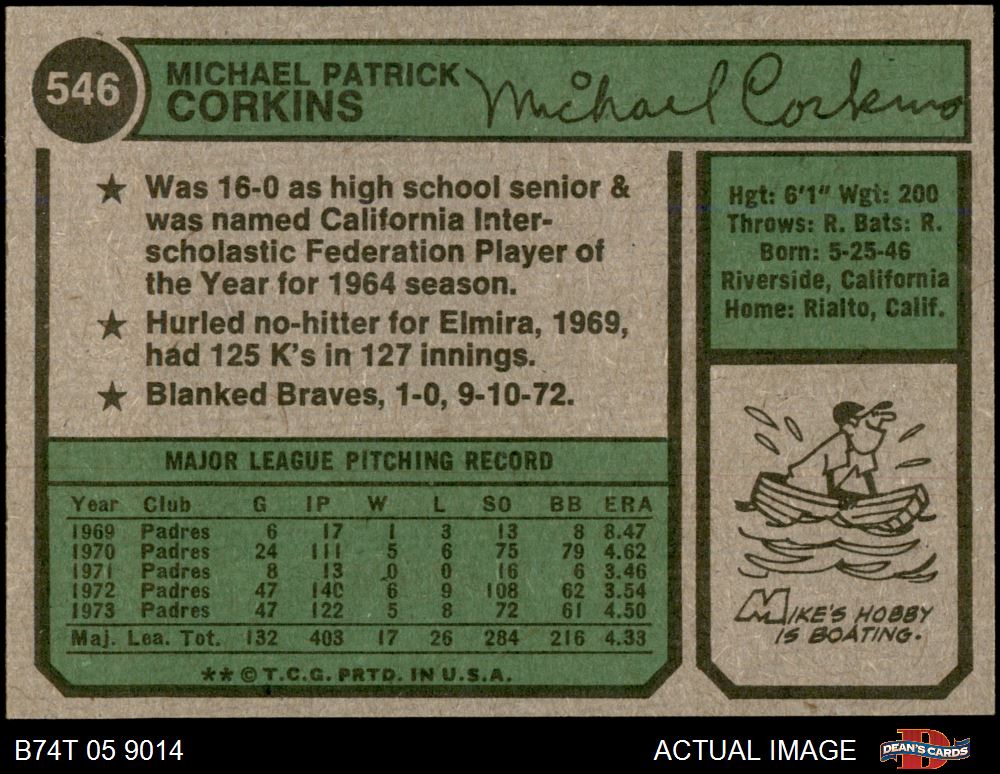 546
MICHAEL PATRICK
CORKINS
Michael Corkins
★ Was 16-0 as high school senior &
was named California Inter-
scholastic Federation Player of
the Year for 1964 season.
★ Hurled no-hitter for Elmira, 1969,
had 125 K's in 127 innings.
★ Blanked Braves, 1-0, 9-10-72.
Hgt: 6'1" Wgt: 200
Throws: R. Bats: R.
Born: 5-25-46
Riverside, California
Home: Rialto, Calif.
MAJOR LEAGUE PITCHING RECORD
Year Club G IP W L SO BB ERA
1969 Padres 6 17 1 3 13 8 8.47
1970 Padres 24 111 5 6 75 79 4.62
1971 Padres 8 13 0 0 16 6 3.46
1972 Padres 47 140 6 9 108 62 3.54
1973 Padres 47 122 5 8 72 61 4.50
Maj. Lea. Tot. 132 403 17 26 284 216 4.33
** © T.C.G. PRTD. IN U.S.A.
MIKE'S HOBBY
IS BOATING.
B74T 05 9014
ACTUAL IMAGE
DEAN'S CARDS